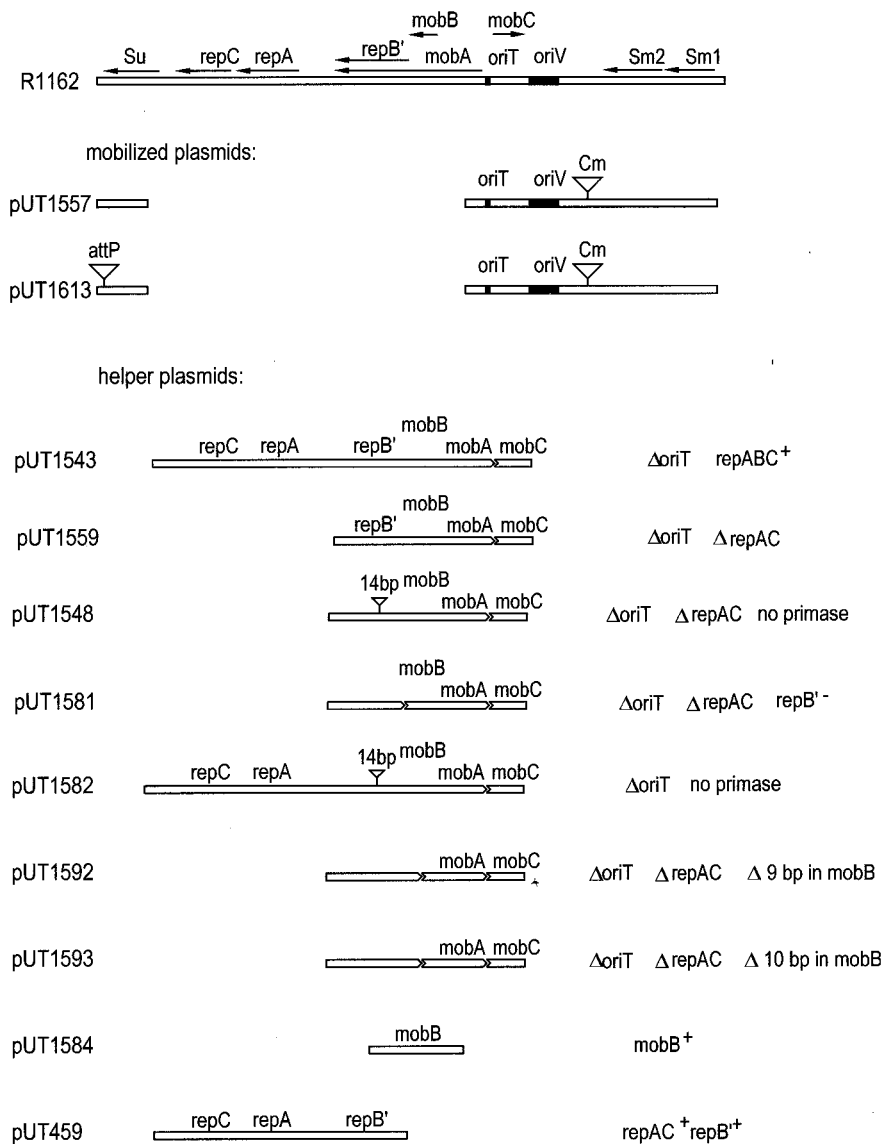 mobB mobC
Su repC repA repB' mobA oriT oriV Sm2 Sm1
R1162
mobilized plasmids:
oriT oriV Cm
pUT1557
attP oriT oriV Cm
pUT1613
helper plasmids:
mobB
repC repA repB' mobA mobC
pUT1543 ΔoriT repABC+
mobB
repB' mobA mobC
pUT1559 ΔoriT ΔrepAC
14bp mobB
mobA mobC
pUT1548 ΔoriT ΔrepAC no primase
mobB
mobA mobC
pUT1581 ΔoriT ΔrepAC repB'-
14bp mobB
repC repA mobA mobC
pUT1582 ΔoriT no primase
mobA mobC
pUT1592 ΔoriT ΔrepAC Δ 9 bp in mobB
mobA mobC
pUT1593 ΔoriT ΔrepAC Δ 10 bp in mobB
mobB
pUT1584 mobB+
repC repA repB'
pUT459 repAC+repB'+